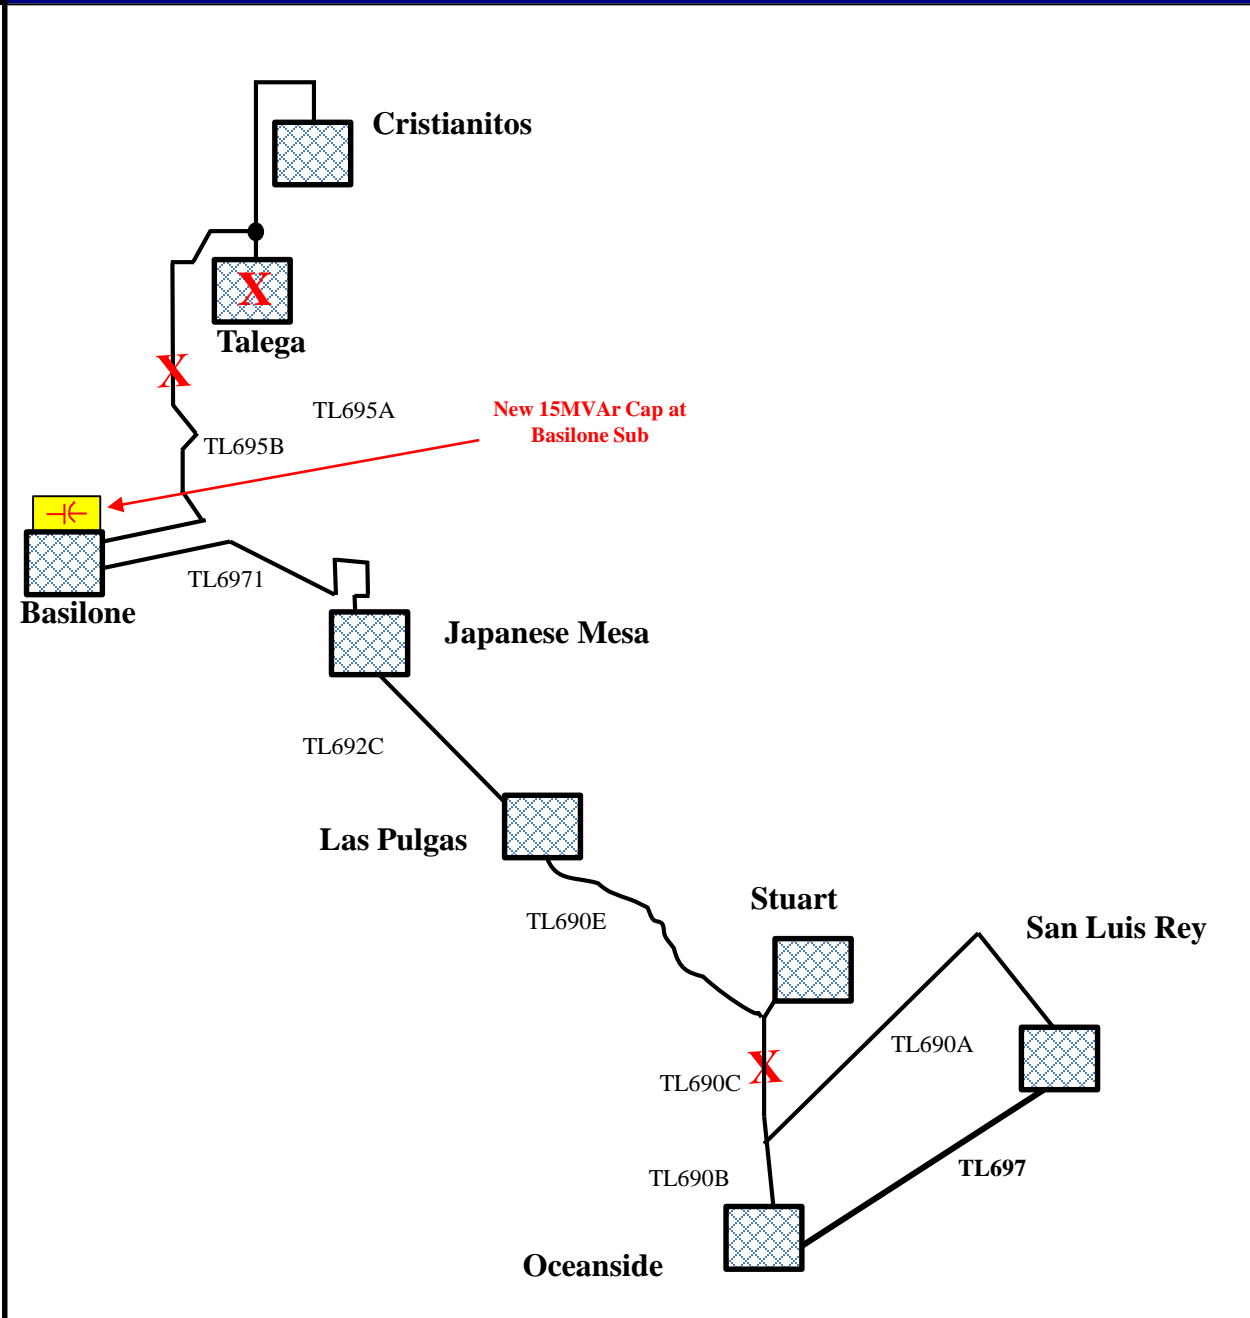 Cristianitos
X
Talega
X
TL695A
New 15MVAr Cap at
Basilone Sub
TL695B
TL6971
Basilone
Japanese Mesa
TL692C
Las Pulgas
Stuart
TL690E
San Luis Rey
TL690A
X
TL690C
TL697
TL690B
Oceanside